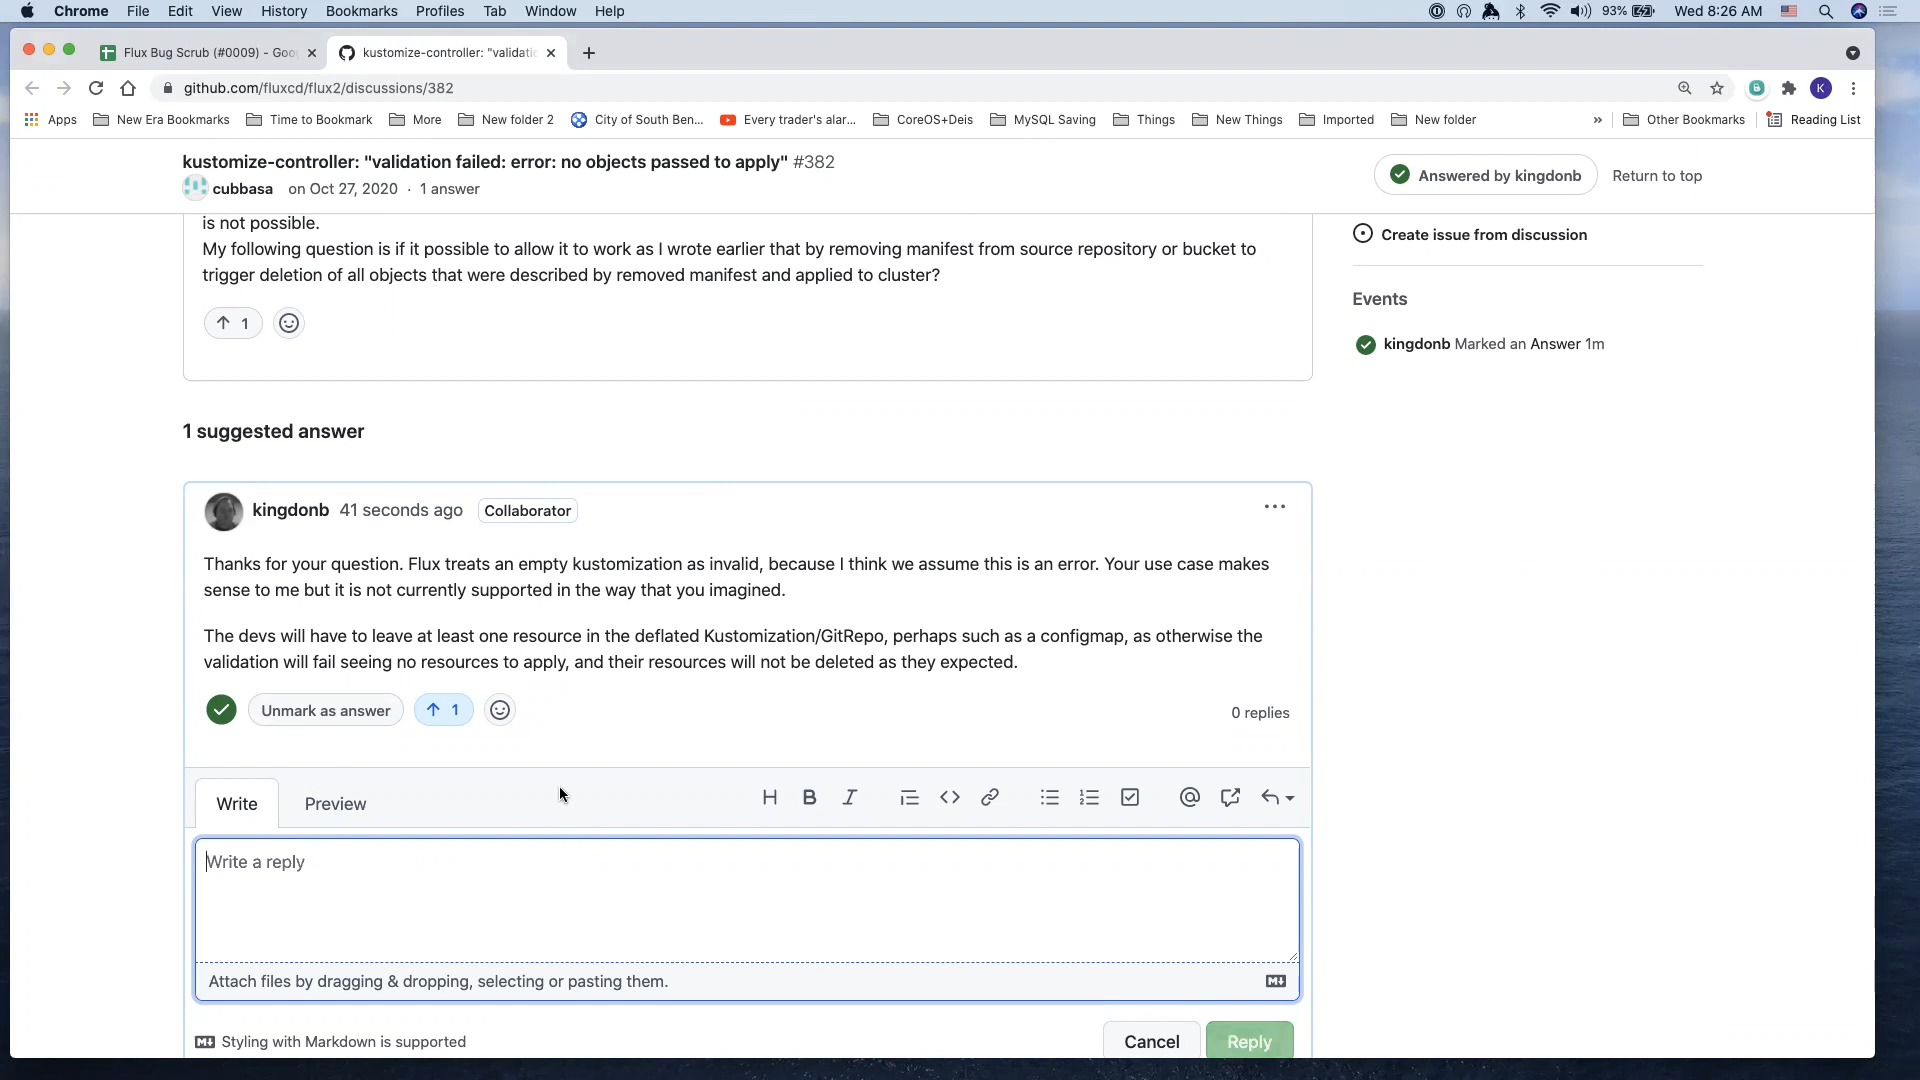 Chrome File Edit View History Bookmarks Profiles Tab Window Help 93% Wed 8:26 AM
Flux Bug Scrub (#0009) - Goo
kustomize-controller: "validatio
github.com/fluxcd/flux2/discussions/382
K
Apps New Era Bookmarks Time to Bookmark More New folder 2 City of South Ben... Every trader's alar... CoreOS+Deis MySQL Saving Things New Things Imported New folder » Other Bookmarks Reading List
kustomize-controller: "validation failed: error: no objects passed to apply" #382
cubbasa on Oct 27, 2020 · 1 answer
Answered by kingdonb Return to top
is not possible.
My following question is if it possible to allow it to work as I wrote earlier that by removing manifest from source repository or bucket to
trigger deletion of all objects that were described by removed manifest and applied to cluster?
1
Create issue from discussion
Events
kingdonb Marked an Answer 1m
1 suggested answer
kingdonb 41 seconds ago Collaborator
Thanks for your question. Flux treats an empty kustomization as invalid, because I think we assume this is an error. Your use case makes
sense to me but it is not currently supported in the way that you imagined.
The devs will have to leave at least one resource in the deflated Kustomization/GitRepo, perhaps such as a configmap, as otherwise the
validation will fail seeing no resources to apply, and their resources will not be deleted as they expected.
Unmark as answer 1 0 replies
Write Preview H B I
Write a reply
Attach files by dragging & dropping, selecting or pasting them.
Styling with Markdown is supported
Cancel Reply